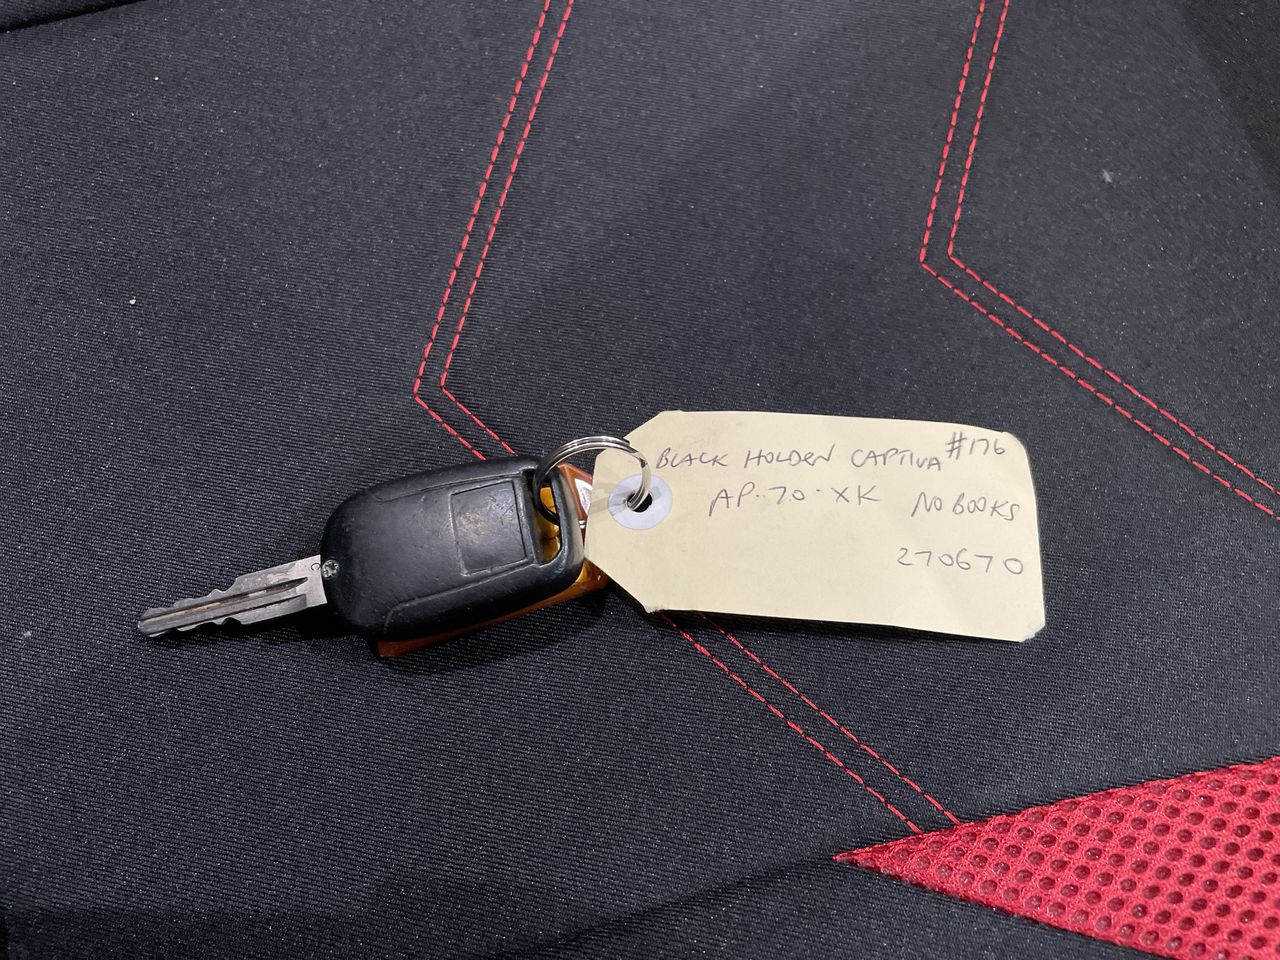 BLACK HOLDEN CAPTIVA #176
AP·70·XK NO BOOKS
270670